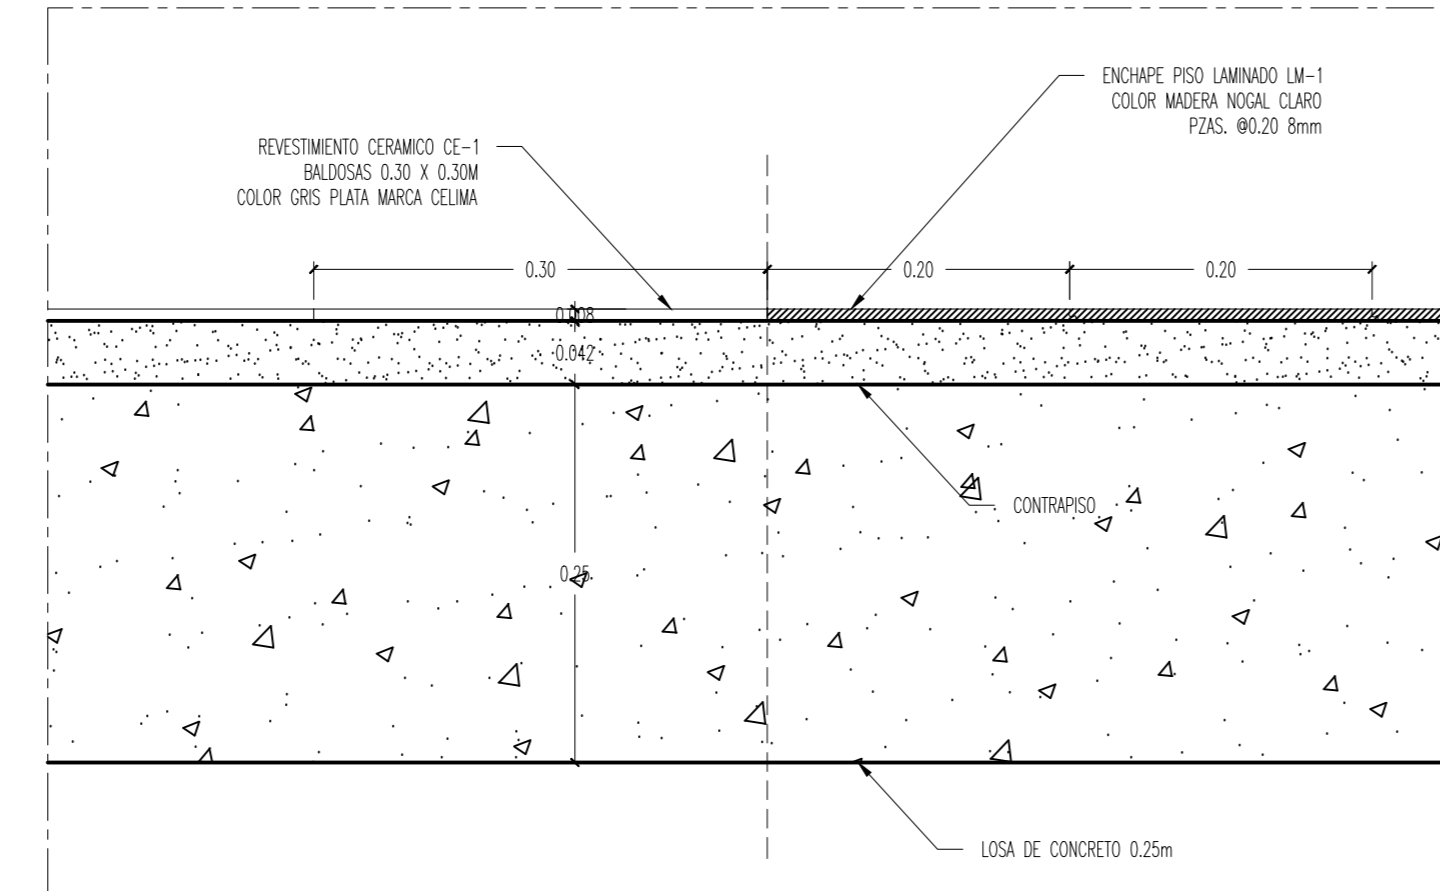 ENCHAPE PISO LAMINADO LM-1
COLOR MADERA NOGAL CLARO
PZAS. @0.20 8mm
REVESTIMIENTO CERAMICO CE-1
BALDOSAS 0.30 X 0.30M
COLOR GRIS PLATA MARCA CELIMA
0.30
0.20
0.20
0.008
0.042
CONTRAPISO
0.25
LOSA DE CONCRETO 0.25m